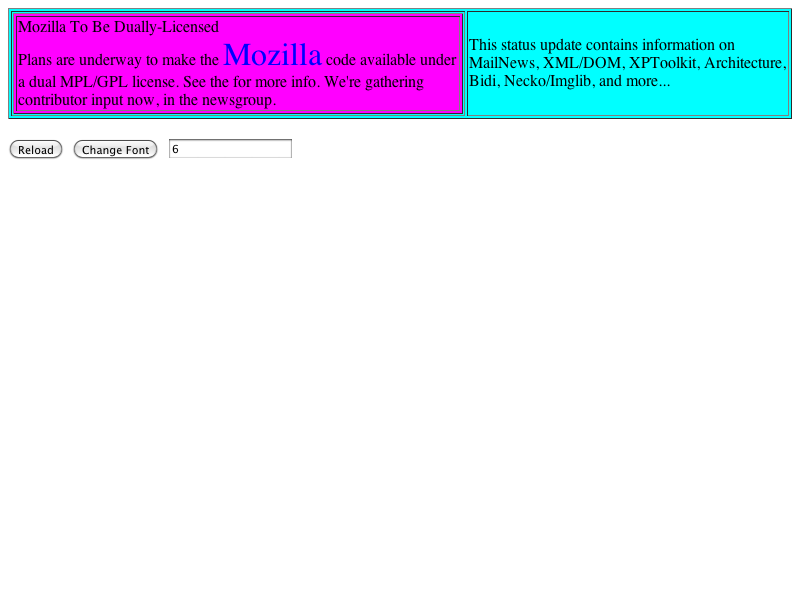 Mozilla To Be Dually-Licensed
Plans are underway to make the Mozilla code available under
a dual MPL/GPL license. See the for more info. We're gathering
contributor input now, in the newsgroup.
This status update contains information on
MailNews, XML/DOM, XPToolkit, Architecture,
Bidi, Necko/Imglib, and more...
Reload Change Font 6